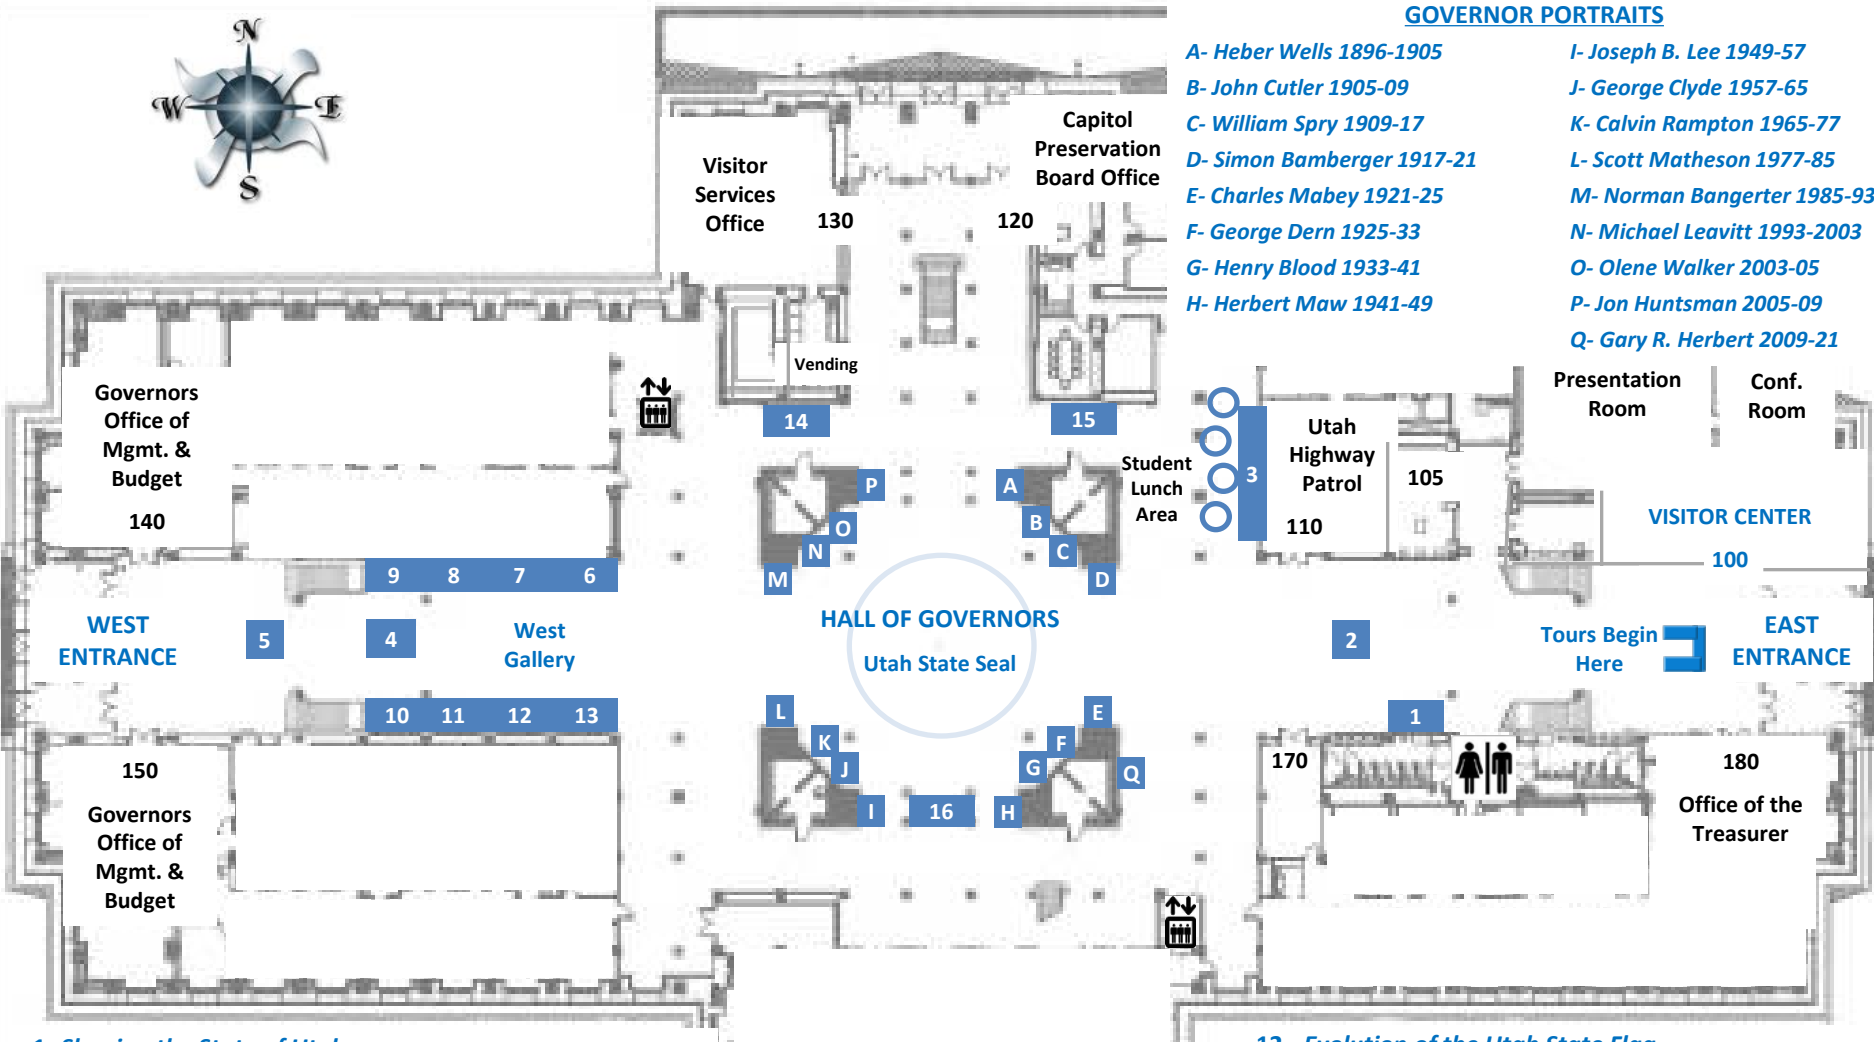 GOVERNOR PORTRAITS
A- Heber Wells 1896-1905
B- John Cutler 1905-09
C- William Spry 1909-17
D- Simon Bamberger 1917-21
E- Charles Mabey 1921-25
F- George Dern 1925-33
G- Henry Blood 1933-41
H- Herbert Maw 1941-49
I- Joseph B. Lee 1949-57
J- George Clyde 1957-65
K- Calvin Rampton 1965-77
L- Scott Matheson 1977-85
M- Norman Bangerter 1985-93
N- Michael Leavitt 1993-2003
O- Olene Walker 2003-05
P- Jon Huntsman 2005-09
Q- Gary R. Herbert 2009-21
N
W
E
S
Visitor
Services
Office
130
120
Capitol
Preservation
Board Office
Vending
Governors
Office of
Mgmt. &
Budget
140
14
15
Student
Lunch
Area
3
Utah
Highway
Patrol
110
105
Presentation
Room
Conf.
Room
VISITOR CENTER
100
P
O
N
M
A
B
C
D
9
8
7
6
WEST
ENTRANCE
5
4
West
Gallery
HALL OF GOVERNORS
Utah State Seal
2
Tours Begin
Here
EAST
ENTRANCE
10
11
12
13
L
K
J
I
16
E
F
G
H
Q
1
170
180
Office of the
Treasurer
150
Governors
Office of
Mgmt. &
Budget